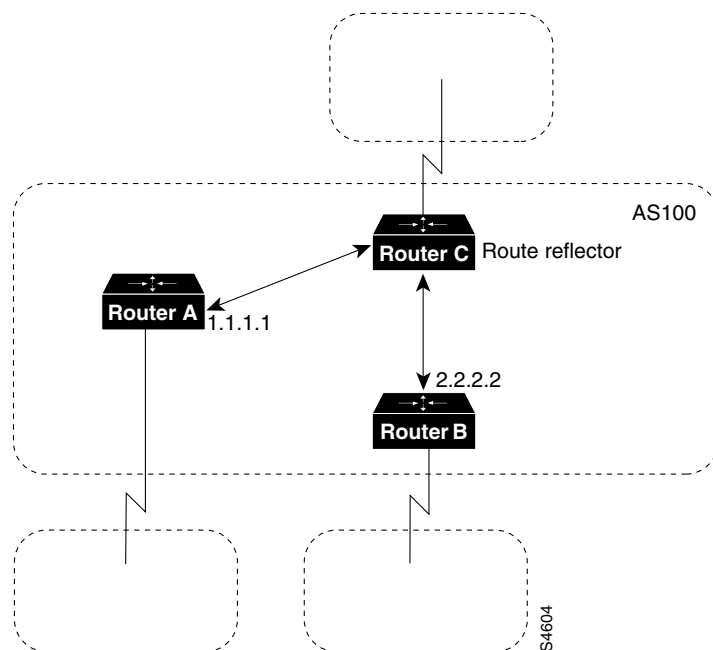 AS100
Router C
Route reflector
Router A
1.1.1.1
2.2.2.2
Router B
S4604